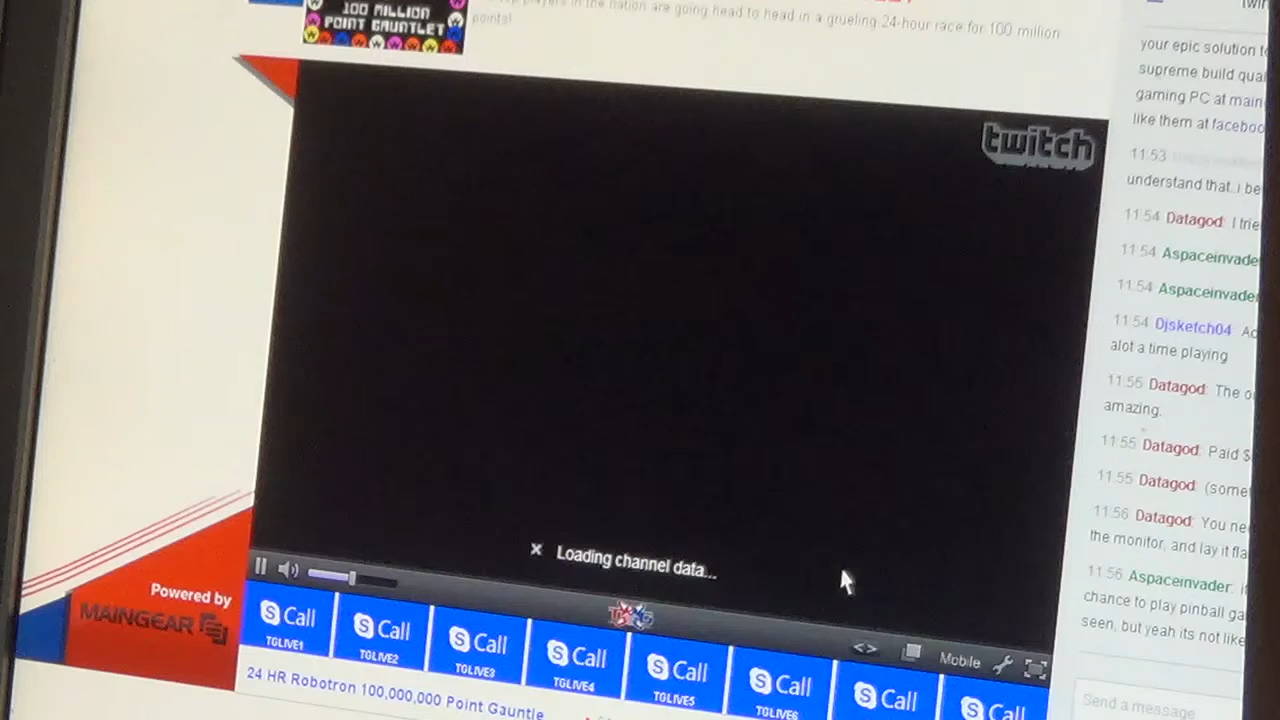 100 MILLION
POINT GAUNTLET
players in the nation are going head to head in a grueling 24-hour race for 100 million
points!
twitch
Loading channel data...
Mobile
Powered by
MAINGEAR
Call
TGLIVE1
Call
TGLIVE2
Call
TGLIVE3
Call
TGLIVE4
Call
TGLIVE5
Call
TGLIVE6
Call
Call
24 HR Robotron 100,000,000 Point Gauntle
your epic solution
supreme build qua
gaming PC at main
like them at faceboo
11:53
understand that. i be
11:54 Datagod: I trie
11:54 Aspaceinvade
11:54 Aspaceinvade
11:54 Djsketch04
alot a time playing
11:55 Datagod: The o
amazing.
11:55 Datagod: Paid $
11:55 Datagod: (some
11:56 Datagod: You ne
the monitor, and lay it fla
11:56 Aspaceinvader:
chance to play pinball ga
seen, but yeah its not like
Send a message